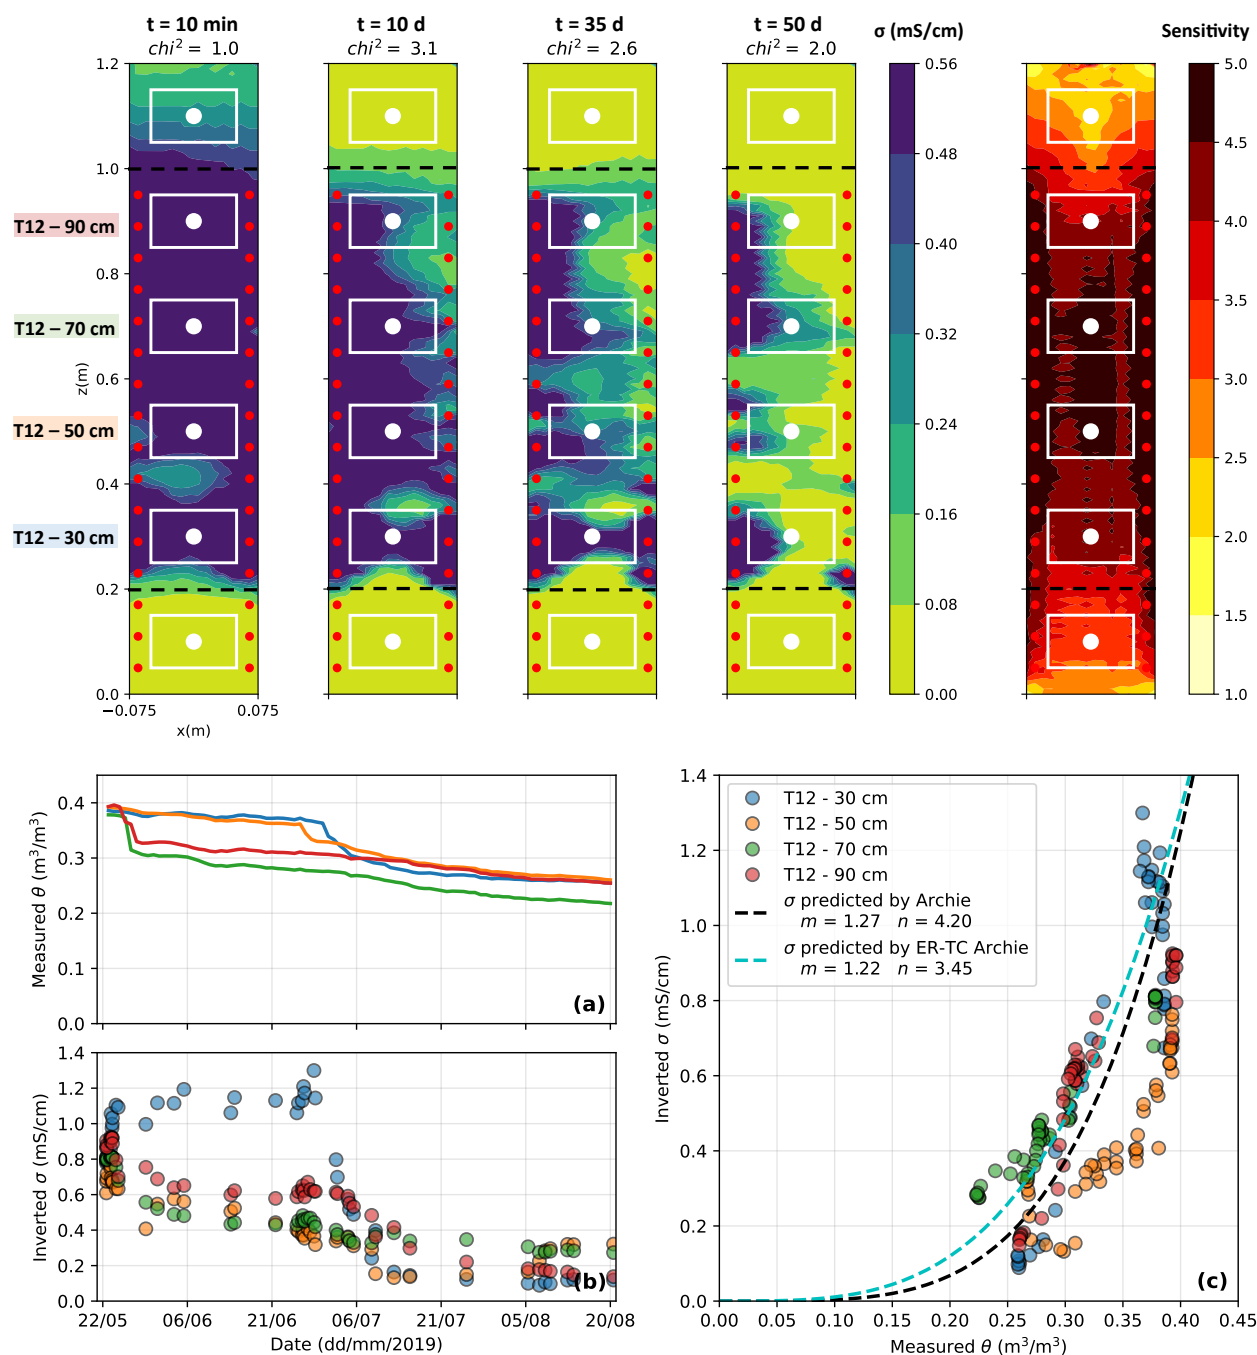 t = 10 min
chi² = 1.0
t = 10 d
chi² = 3.1
t = 35 d
chi² = 2.6
t = 50 d
chi² = 2.0
σ (mS/cm)
Sensitivity
1.2
1.0
0.8
0.6
0.4
0.2
0.0
z(m)
T12 – 90 cm
T12 – 70 cm
T12 – 50 cm
T12 – 30 cm
−0.075
0.075
x(m)
0.56
0.48
0.40
0.32
0.24
0.16
0.08
0.00
5.0
4.5
4.0
3.5
3.0
2.5
2.0
1.5
1.0
Measured θ (m³/m³)
0.4
0.3
0.2
0.1
0.0
(a)
Inverted σ (mS/cm)
1.4
1.2
1.0
0.8
0.6
0.4
0.2
0.0
(b)
22/05
06/06
21/06
06/07
21/07
05/08
20/08
Date (dd/mm/2019)
Inverted σ (mS/cm)
1.4
1.2
1.0
0.8
0.6
0.4
0.2
0.0
T12 - 30 cm
T12 - 50 cm
T12 - 70 cm
T12 - 90 cm
σ predicted by Archie
m = 1.27 n = 4.20
σ predicted by ER-TC Archie
m = 1.22 n = 3.45
(c)
0.00
0.05
0.10
0.15
0.20
0.25
0.30
0.35
0.40
0.45
Measured θ (m³/m³)